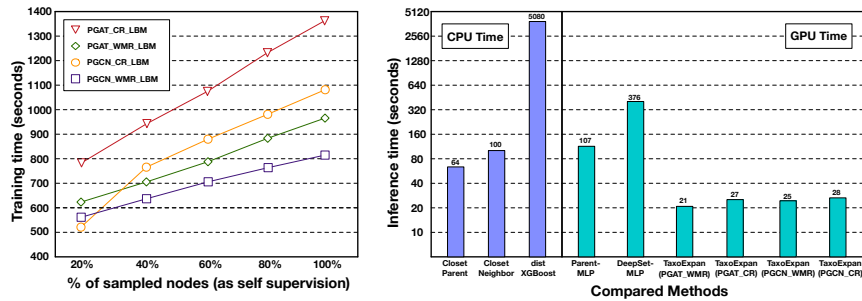 1400
1300
1200
1100
1000
900
800
700
600
500
400
Training time (seconds)
PGAT_CR_LBM
PGAT_WMR_LBM
PGCN_CR_LBM
PGCN_WMR_LBM
20% 40% 60% 80% 100%
% of sampled nodes (as self supervision)
5120
1280
640
320
160
80
40
20
10
Inference time (seconds)
CPU Time
GPU Time
64
100
5080
107
376
21
27
25
28
Closet Parent
Closet Neighbor
dist XGBoost
Parent-MLP
DeepSet-MLP
TaxoExpan (PGAT_WMR)
TaxoExpan (PGAT_CR)
TaxoExpan (PGCN_WMR)
TaxoExpan (PGCN_CR)
Compared Methods